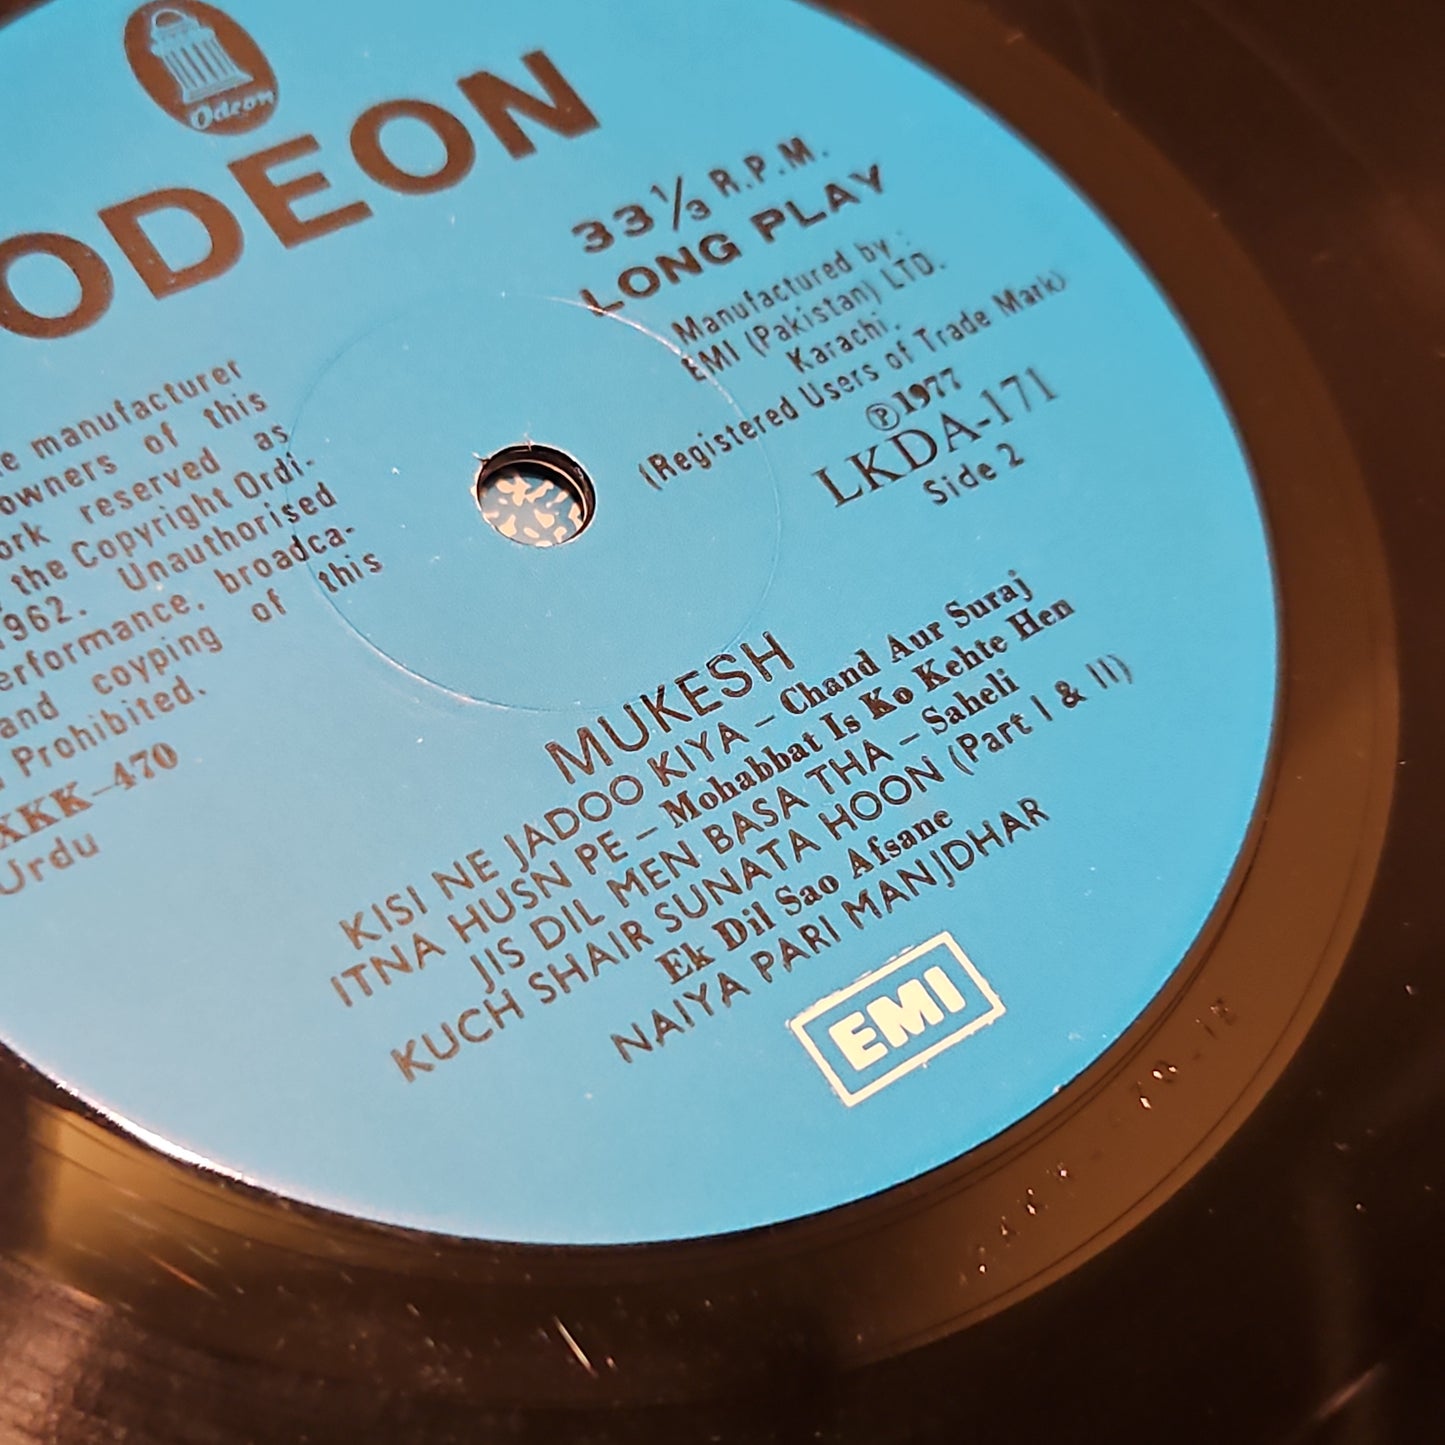 Odeon
ODEON
33 1/3 R.P.M.
LONG PLAY
Manufactured by :
EMI (Pakistan) LTD.
Karachi.
(Registered Users of Trade Mark)
℗1977
LKDA-171
Side 2
manufacturer
owners of this
reserved as
the Copyright Ordi-
1962. Unauthorised
broadca-
and coyping of this
Prohibited.
KK-470
Urdu
MUKESH
KISI NE JADOO KIYA – Chand Aur Suraj
ITNA HUSN PE – Mohabbat Is Ko Kehte Hen
JIS DIL MEN BASA THA – Saheli
KUCH SHAIR SUNATA HOON (Part I & II)
Ek Dil Sao Afsane
NAIYA PARI MANJDHAR
EMI